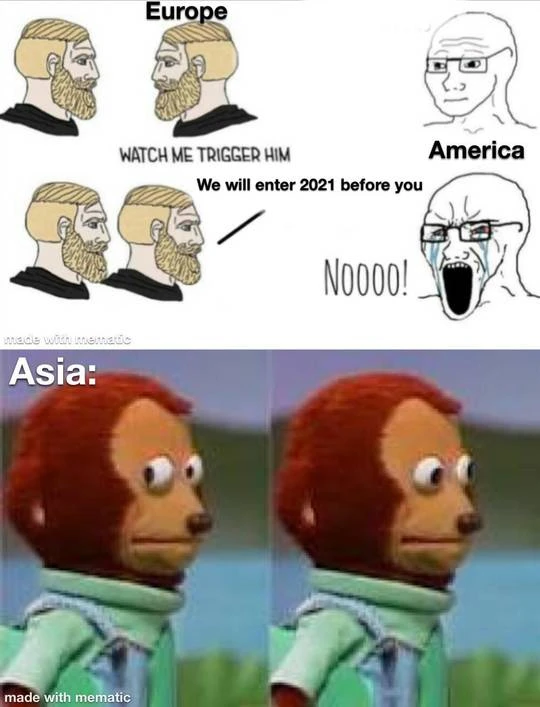 Europe
WATCH ME TRIGGER HIM
America
We will enter 2021 before you
NOOOO!
made with mematic
Asia:
made with mematic